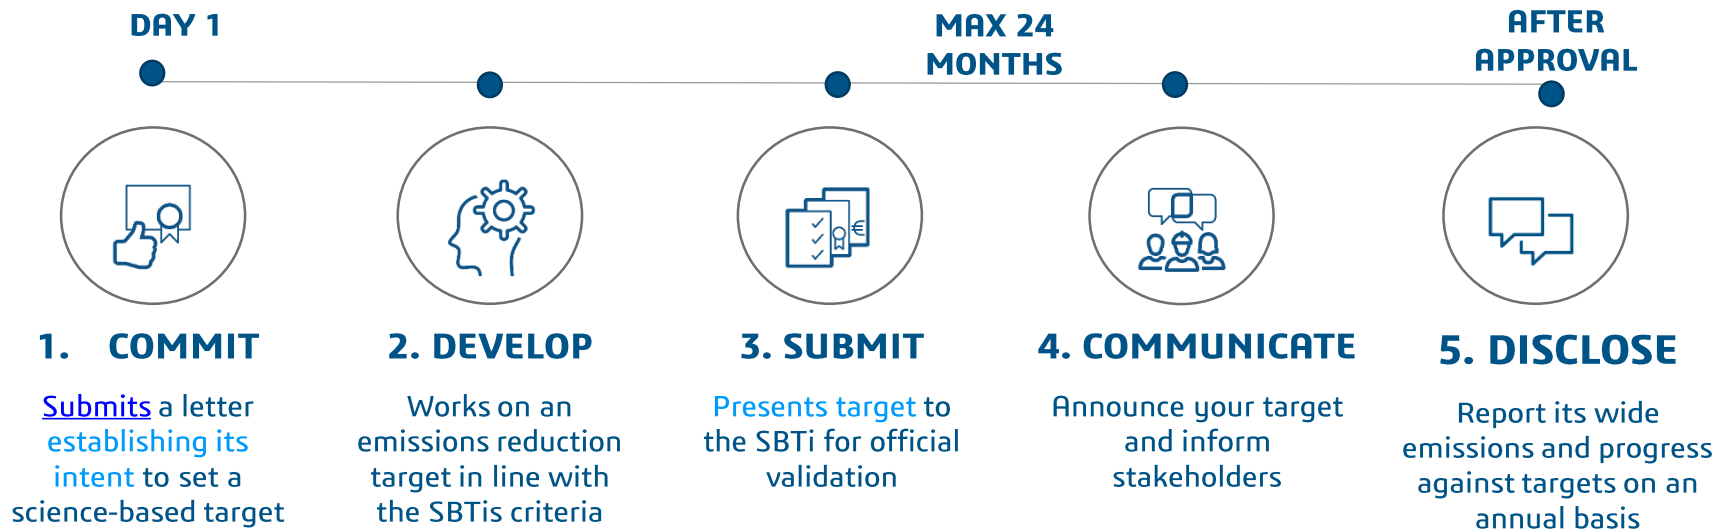 DAY 1
MAX 24
MONTHS
AFTER
APPROVAL
€
1. COMMIT
Submits a letter
establishing its
intent to set a
science-based target
2. DEVELOP
Works on an
emissions reduction
target in line with
the SBTis criteria
3. SUBMIT
Presents target to
the SBTi for official
validation
4. COMMUNICATE
Announce your target
and inform
stakeholders
5. DISCLOSE
Report its wide
emissions and progress
against targets on an
annual basis